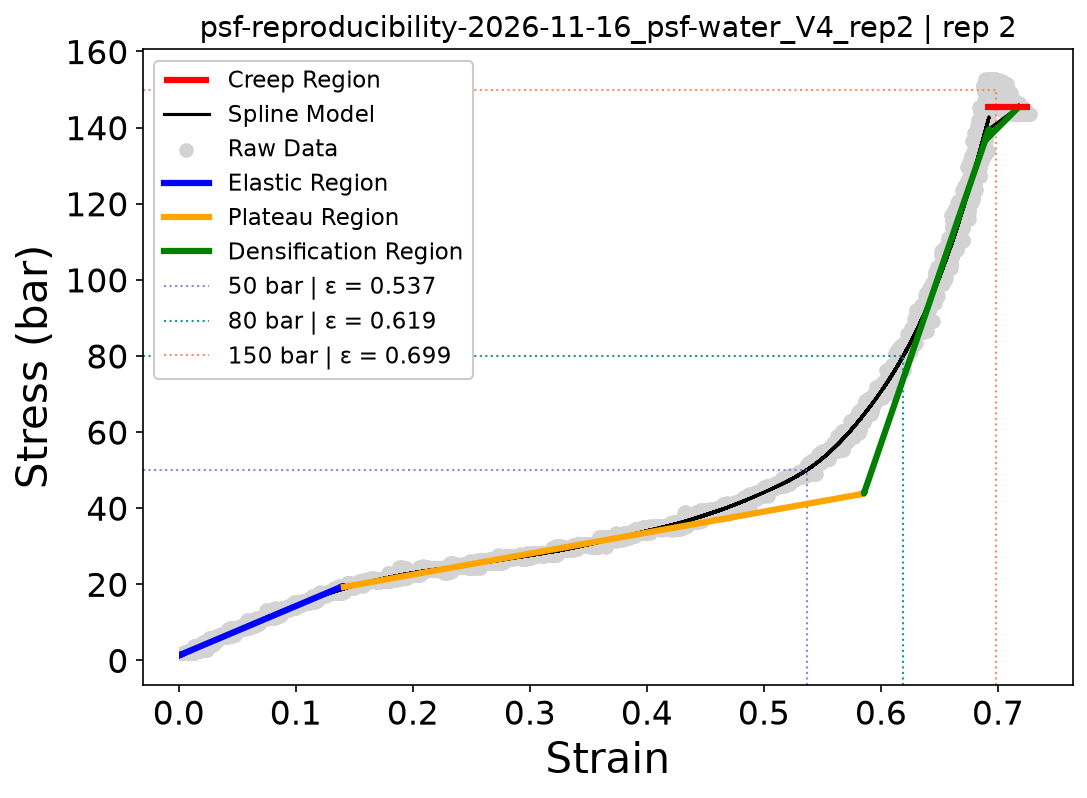 psf-reproducibility-2026-11-16_psf-water_V4_rep2 | rep 2
Creep Region
Spline Model
Raw Data
Elastic Region
Plateau Region
Densification Region
50 bar | ε = 0.537
80 bar | ε = 0.619
150 bar | ε = 0.699
Stress (bar)
160
140
120
100
80
60
40
20
0
0.0 0.1 0.2 0.3 0.4 0.5 0.6 0.7
Strain